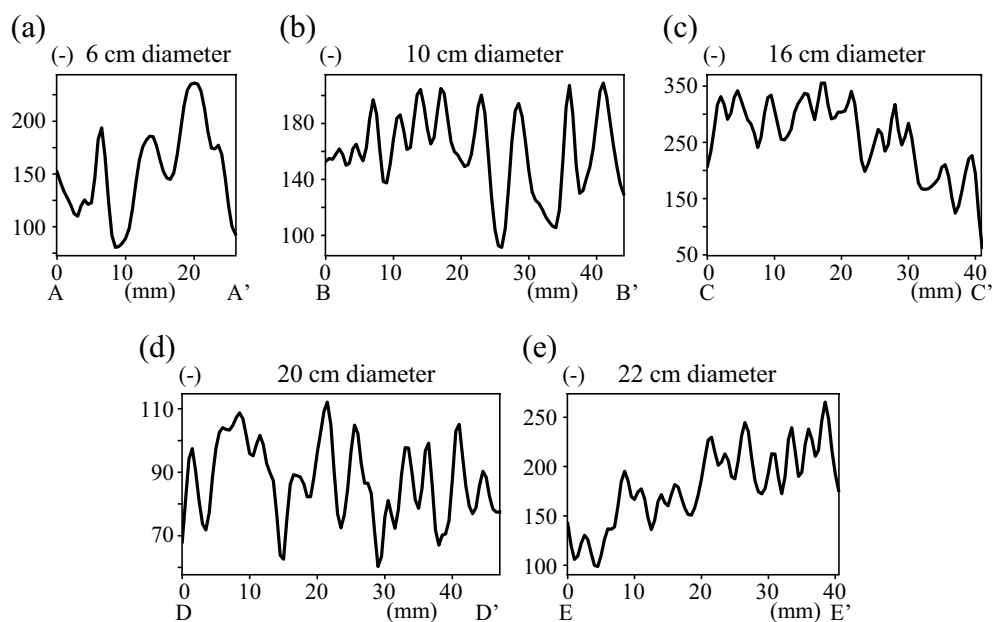 (a)
(-) 6 cm diameter
200
150
100
0 10 20
A (mm) A’
(b)
(-) 10 cm diameter
180
140
100
0 10 20 30 40
B (mm) B’
(c)
(-) 16 cm diameter
350
250
150
50
0 10 20 30 40
C (mm) C’
(d)
(-) 20 cm diameter
110
90
70
0 10 20 30 40
D (mm) D’
(e)
(-) 22 cm diameter
250
200
150
100
0 10 20 30 40
E (mm) E’